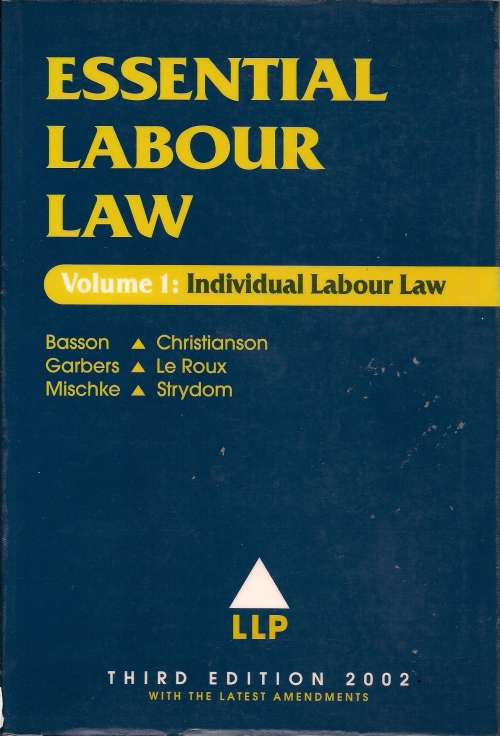 ESSENTIAL
LABOUR
LAW
Volume 1: Individual Labour Law
Basson ▲ Christianson
Garbers ▲ Le Roux
Mischke ▲ Strydom
LLP
THIRD EDITION 2002
WITH THE LATEST AMENDMENTS